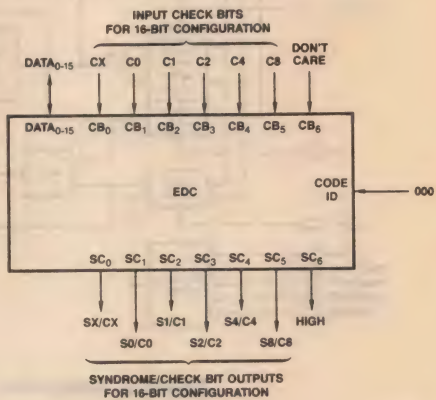 INPUT CHECK BITS
FOR 16-BIT CONFIGURATION
DATA0-15 CX C0 C1 C2 C4 C8 DON'T
CARE
DATA0-15 CB0 CB1 CB2 CB3 CB4 CB5 CB6
EDC
CODE
ID
000
SC0 SC1 SC2 SC3 SC4 SC5 SC6
SX/CX S1/C1 S4/C4 HIGH
S0/C0 S2/C2 S8/C8
SYNDROME/CHECK BIT OUTPUTS
FOR 16-BIT CONFIGURATION